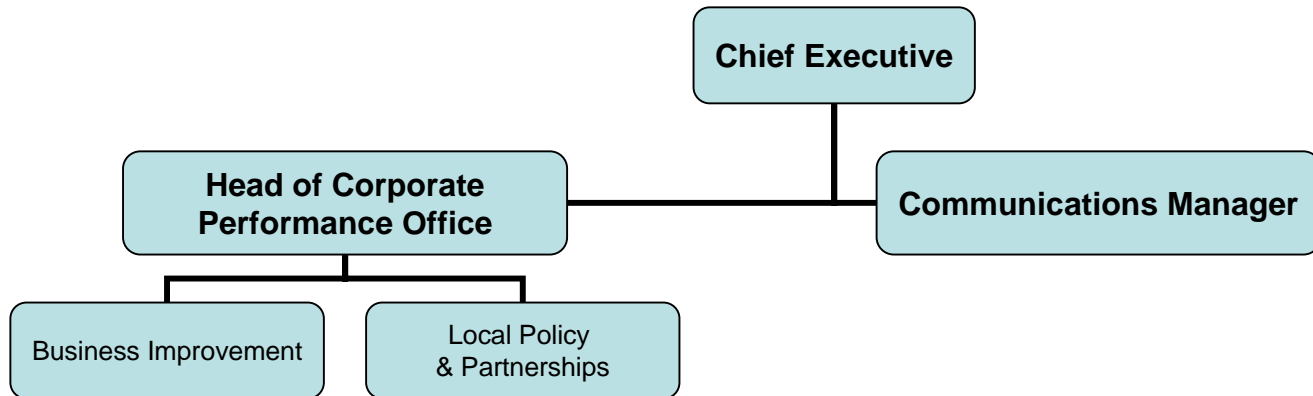 Chief Executive
Head of Corporate
Performance Office
Communications Manager
Business Improvement
Local Policy
& Partnerships